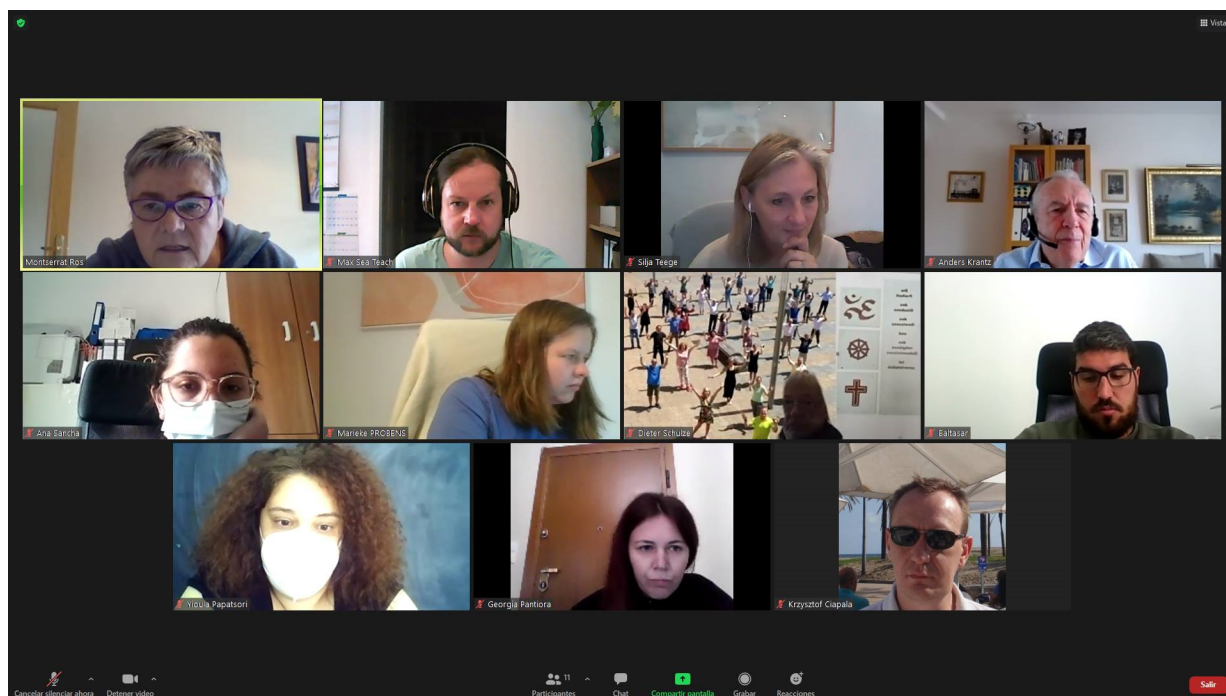 Vista
Montserrat Ros
Max Sea Teach
Silja Teege
Anders Krantz
Ana Sancha
Marieke PROBENS
Dieter Schulze
Baltasar
Yioula Papatsori
Georgia Pantiora
Krzysztof Ciapala
Cancelar silenciar ahora
Detener video
11
Participantes
Chat
Compartir pantalla
Grabar
Reacciones
Salir